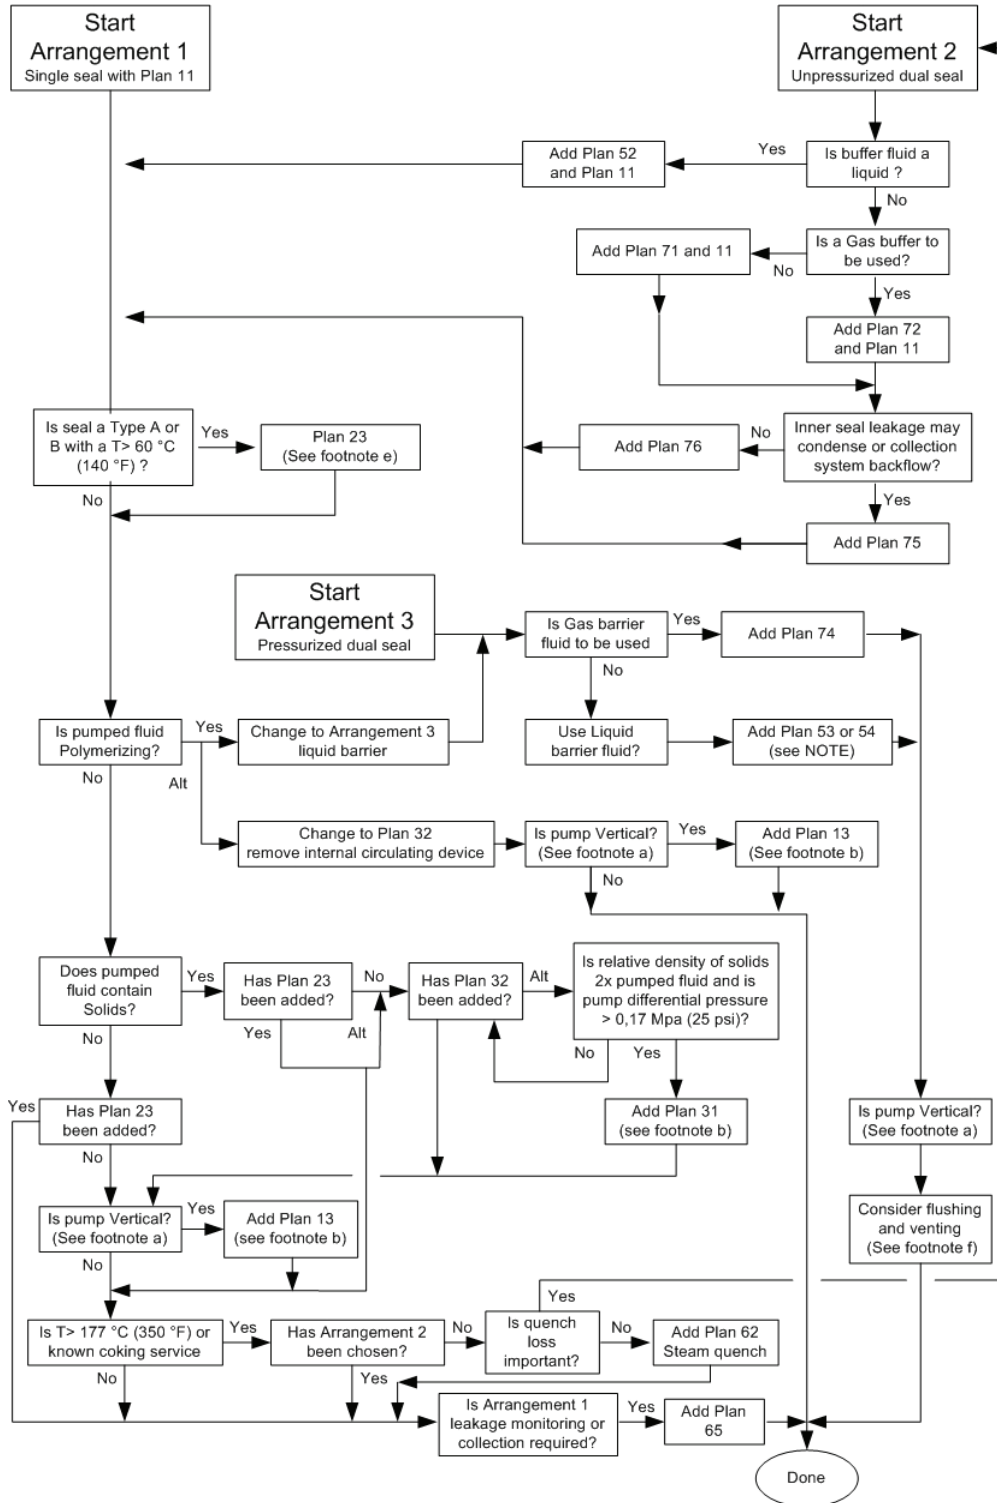 Start
Arrangement 1
Single seal with Plan 11
Start
Arrangement 2
Unpressurized dual seal
Add Plan 52
and Plan 11
Yes
Is buffer fluid a
liquid ?
No
Add Plan 71 and 11
No
Is a Gas buffer to
be used?
Yes
Add Plan 72
and Plan 11
Is seal a Type A or
B with a T> 60 °C
(140 °F) ?
Yes
Plan 23
(See footnote e)
No
Add Plan 76
No
Inner seal leakage may
condense or collection
system backflow?
Yes
Add Plan 75
Start
Arrangement 3
Pressurized dual seal
Is Gas barrier
fluid to be used
Yes
Add Plan 74
No
Is pumped fluid
Polymerizing?
Yes
Change to Arrangement 3
liquid barrier
Use Liquid
barrier fluid?
Add Plan 53 or 54
(see NOTE)
No
Alt
Change to Plan 32
remove internal circulating device
Is pump Vertical?
(See footnote a)
Yes
Add Plan 13
(See footnote b)
No
Does pumped
fluid contain
Solids?
Yes
Has Plan 23
been added?
No
Has Plan 32
been added?
Alt
Is relative density of solids
2x pumped fluid and is
pump differential pressure
> 0,17 Mpa (25 psi)?
No
Yes
Alt
No
Yes
Yes
Has Plan 23
been added?
Add Plan 31
(see footnote b)
Is pump Vertical?
(See footnote a)
No
Is pump Vertical?
(See footnote a)
Yes
Add Plan 13
(see footnote b)
Consider flushing
and venting
(See footnote f)
No
Yes
Is T> 177 °C (350 °F) or
known coking service
Yes
Has Arrangement 2
been chosen?
No
Is quench
loss
important?
No
Add Plan 62
Steam quench
No
Yes
Is Arrangement 1
leakage monitoring or
collection required?
Yes
Add Plan
65
Done